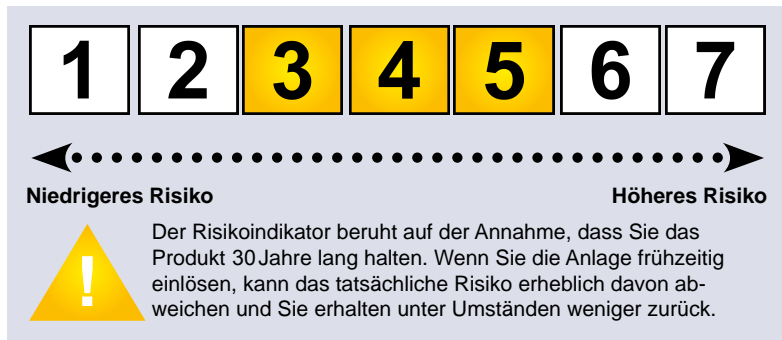 1 2 3 4 5 6 7
Niedrigeres Risiko Höheres Risiko
Der Risikoindikator beruht auf der Annahme, dass Sie das
Produkt 30 Jahre lang halten. Wenn Sie die Anlage frühzeitig
einlösen, kann das tatsächliche Risiko erheblich davon ab-
weichen und Sie erhalten unter Umständen weniger zurück.
!